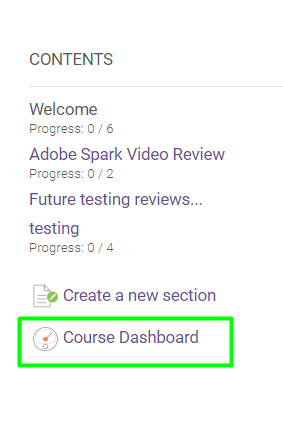 CONTENTS
Welcome
Progress: 0 / 6
Adobe Spark Video Review
Progress: 0 / 2
Future testing reviews...
testing
Progress: 0 / 4
Create a new section
Course Dashboard